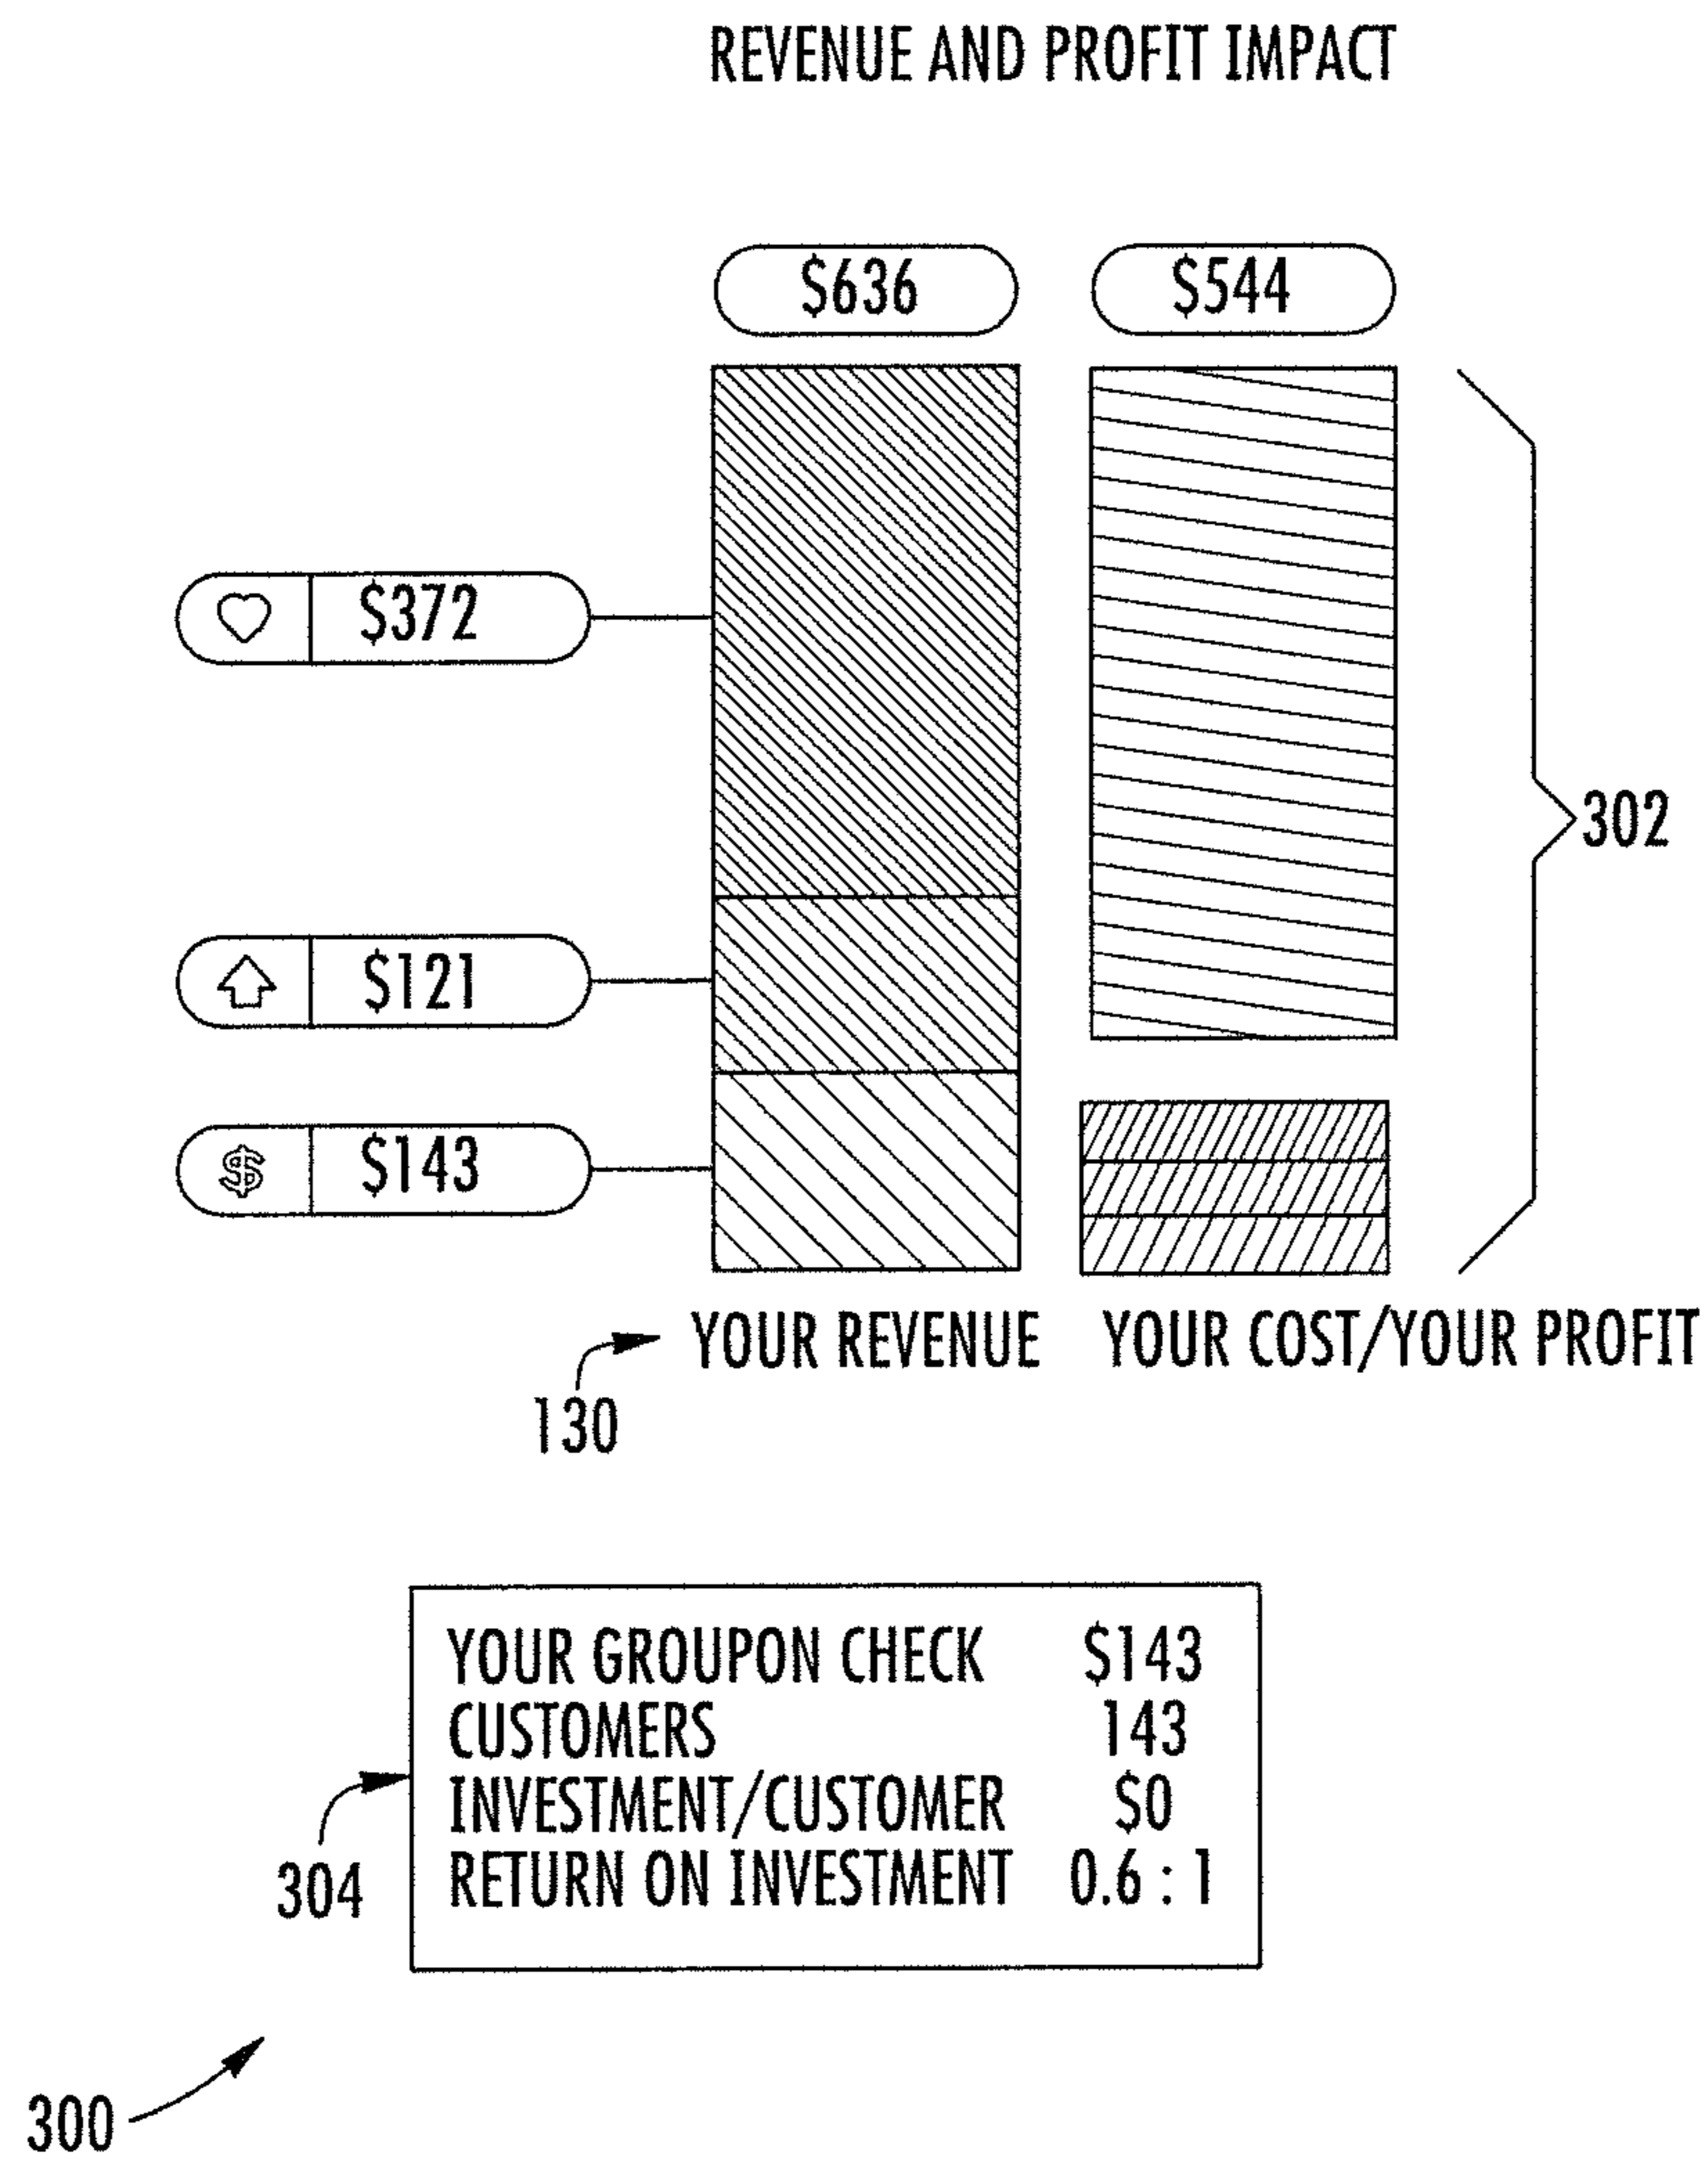 REVENUE AND PROFIT IMPACT
$636 $544
$372
302
$121
$ $143
YOUR REVENUE YOUR COST/YOUR PROFIT
130
YOUR GROUPON CHECK $143
CUSTOMERS 143
INVESTMENT/CUSTOMER $0
RETURN ON INVESTMENT 0.6 : 1
304
300